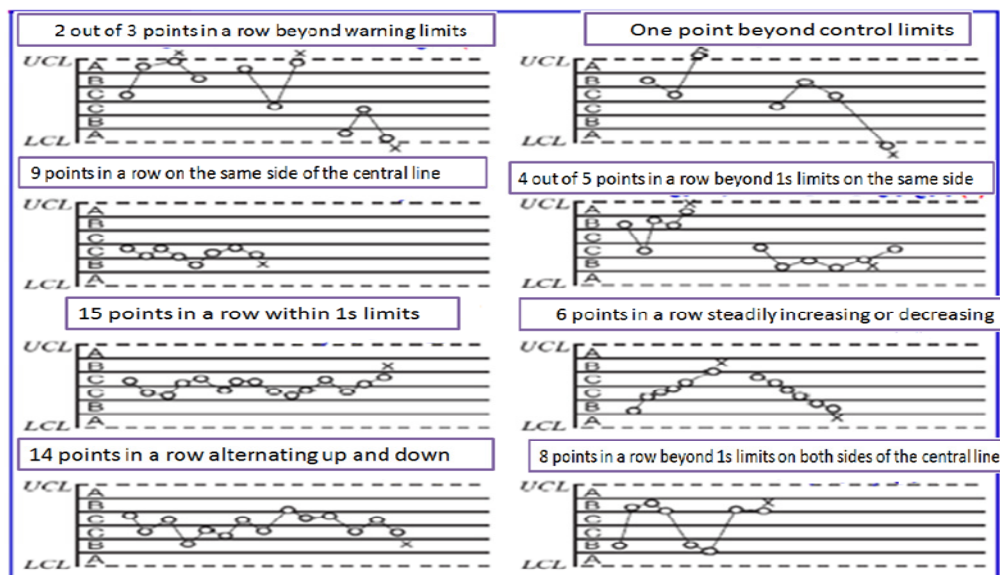 2 out of 3 points in a row beyond warning limits
UCL
A
B
C
C
B
A
LCL
One point beyond control limits
UCL
A
B
C
C
B
A
LCL
9 points in a row on the same side of the central line
UCL
A
B
C
C
B
A
LCL
4 out of 5 points in a row beyond 1s limits on the same side
UCL
A
B
C
C
B
A
LCL
15 points in a row within 1s limits
UCL
A
B
C
C
B
A
LCL
6 points in a row steadily increasing or decreasing
UCL
A
B
C
C
B
A
LCL
14 points in a row alternating up and down
UCL
A
B
C
C
B
A
LCL
8 points in a row beyond 1s limits on both sides of the central line
UCL
A
B
C
C
B
A
LCL